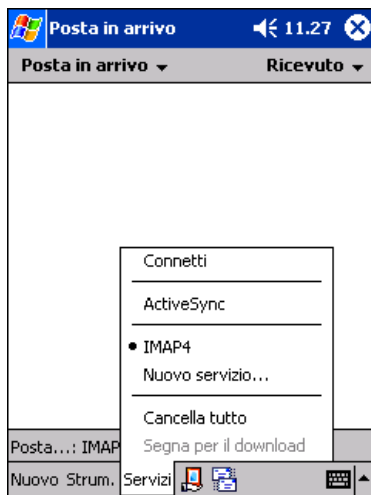 Posta in arrivo 11.27
Posta in arrivo Ricevuto
Connetti
ActiveSync
IMAP4
Nuovo servizio...
Cancella tutto
Posta...: IMAP Segna per il download
Nuovo Strum. Servizi